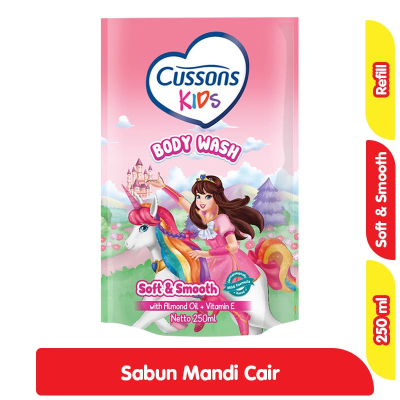 Cussons
KiDS
BODY WASH
Soft & Smooth
with Almond Oil + Vitamin E
Netto 250ml
Refill
Soft & Smooth
250 ml
Sabun Mandi Cair